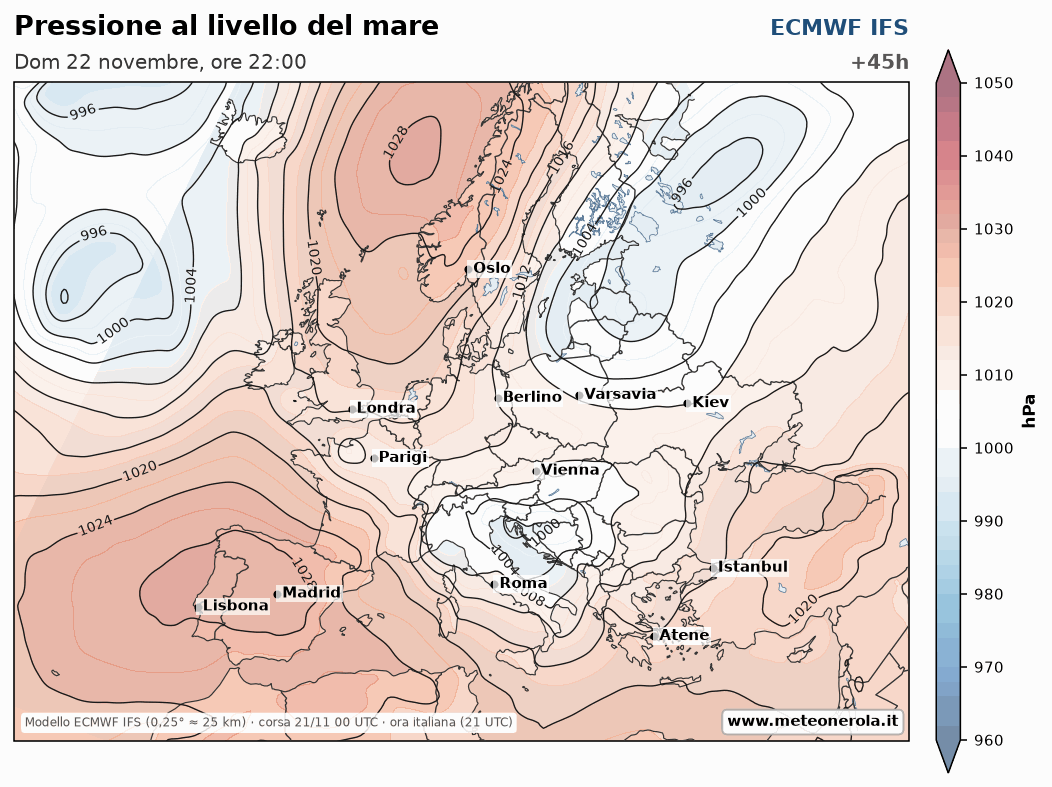 Pressione al livello del mare
ECMWF IFS
Dom 22 novembre, ore 22:00
+45h
996
1028
1024
1016
996
1000
996
1004
1020
1004
Oslo
1012
1000
Londra
Berlino
Varsavia
Kiev
Parigi
Vienna
1020
1024
1000
1004
1008
Roma
1028
Madrid
Lisbona
Istanbul
1020
Atene
Modello ECMWF IFS (0,25° ≈ 25 km) · corsa 21/11 00 UTC · ora italiana (21 UTC)
www.meteonerola.it
1050
1040
1030
1020
1010
1000
990
980
970
960
hPa